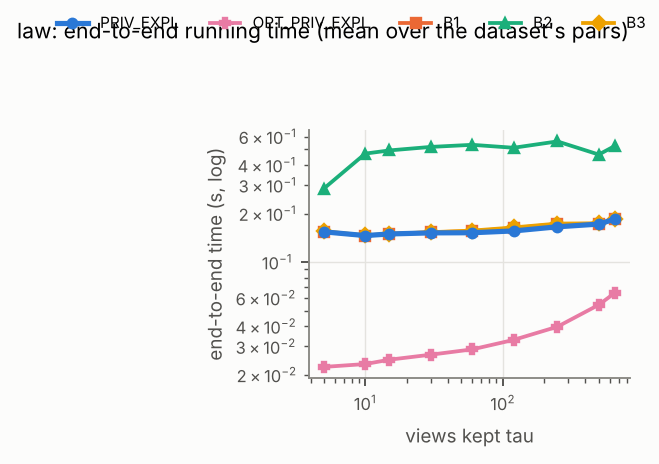 PRIV_EXPL OPT_PRIV_EXPL B1 B2 B3
law: end-to-end running time (mean over the dataset's pairs)
6 × 10⁻¹
4 × 10⁻¹
3 × 10⁻¹
2 × 10⁻¹
10⁻¹
6 × 10⁻²
4 × 10⁻²
3 × 10⁻²
2 × 10⁻²
end-to-end time (s, log)
10¹ 10²
views kept tau